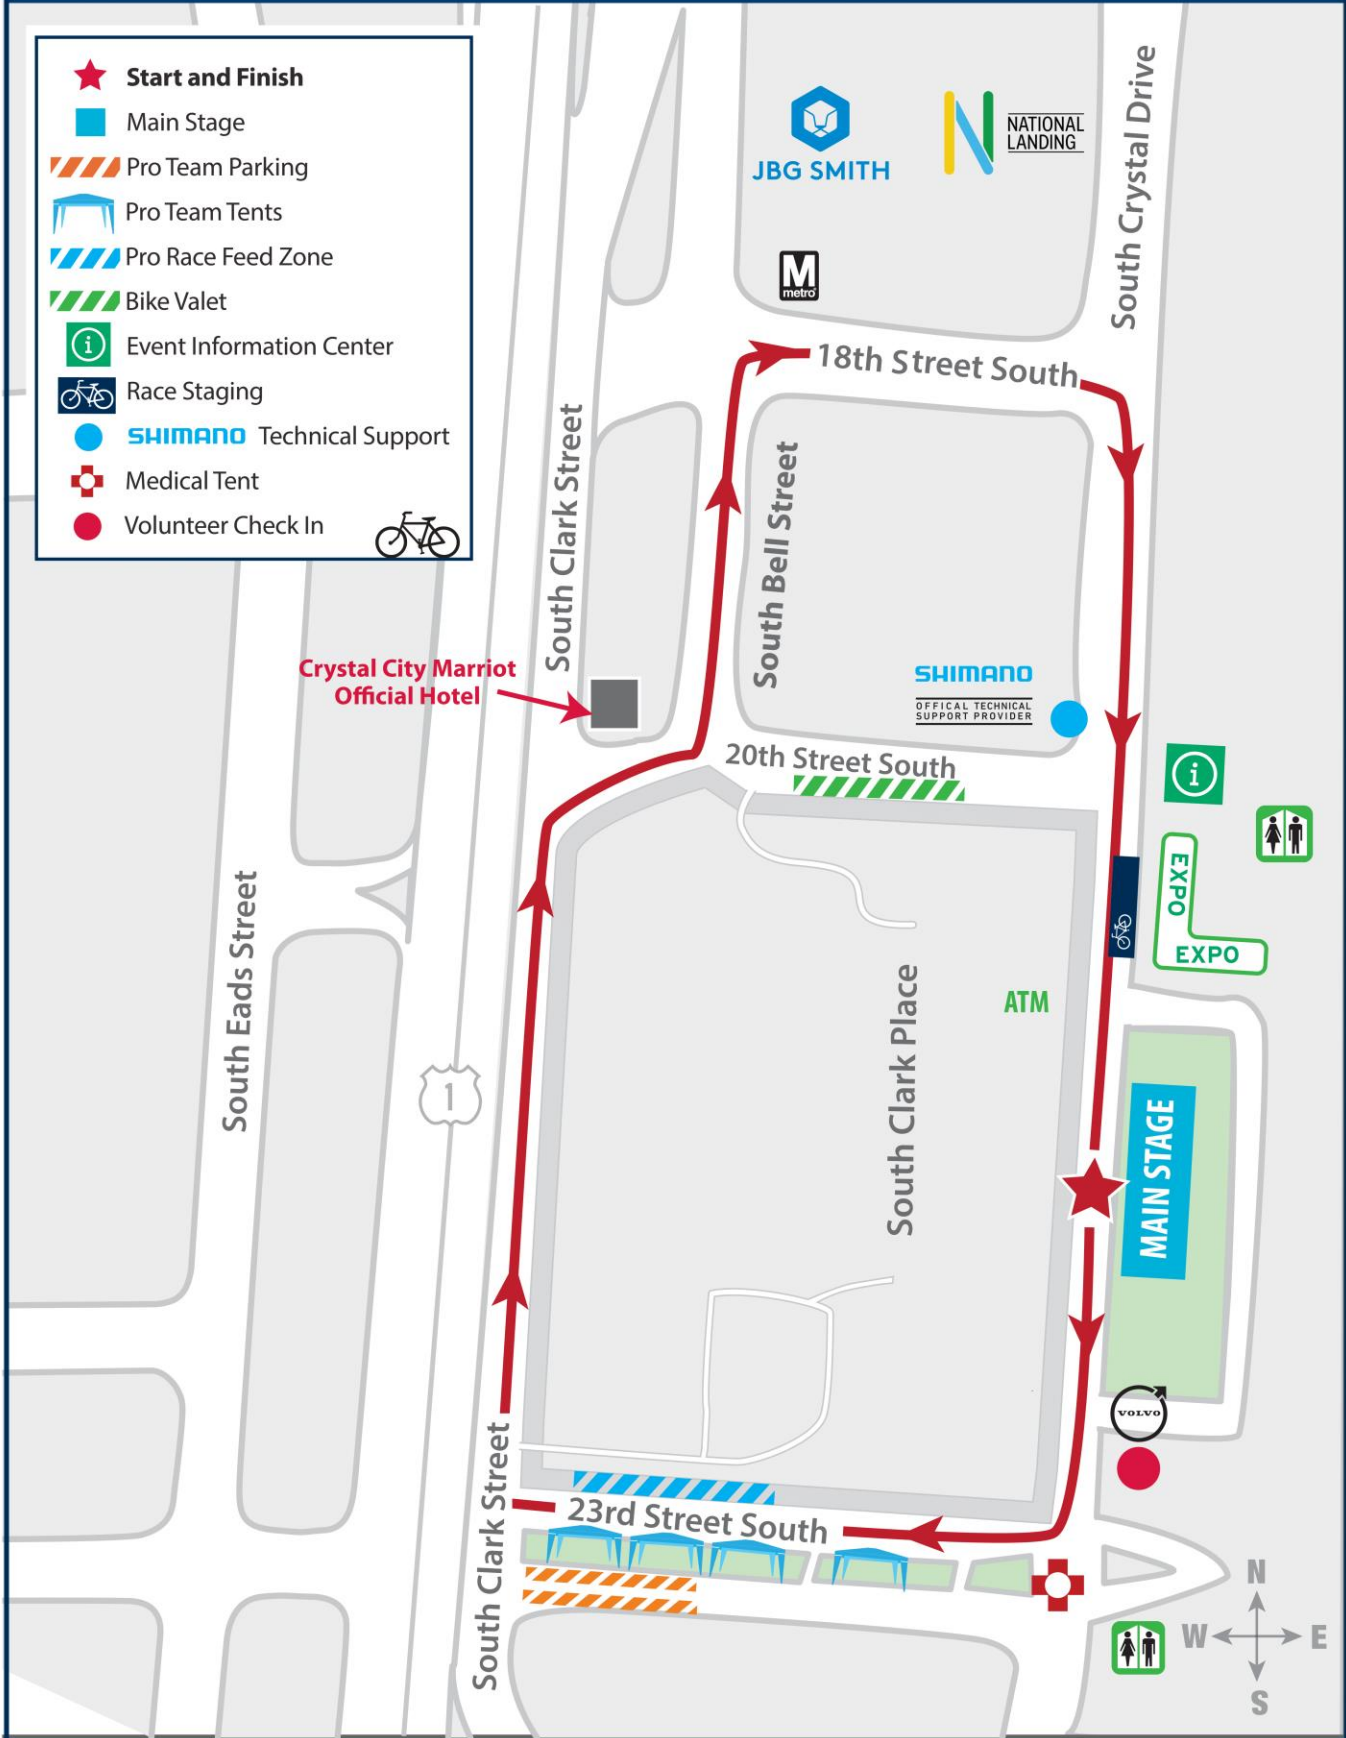 Start and Finish
Main Stage
Pro Team Parking
Pro Team Tents
Pro Race Feed Zone
Bike Valet
i
Event Information Center
Race Staging
SHIMANO Technical Support
Medical Tent
Volunteer Check In
JBG SMITH
NATIONAL
LANDING
South Crystal Drive
M
metro
18th Street South
South Clark Street
South Bell Street
Crystal City Marriot
Official Hotel
SHIMANO
OFFICAL TECHNICAL
SUPPORT PROVIDER
20th Street South
i
EXPO
EXPO
South Eads Street
ATM
South Clark Place
1
MAIN STAGE
VOLVO
South Clark Street
23rd Street South
N
W E
S